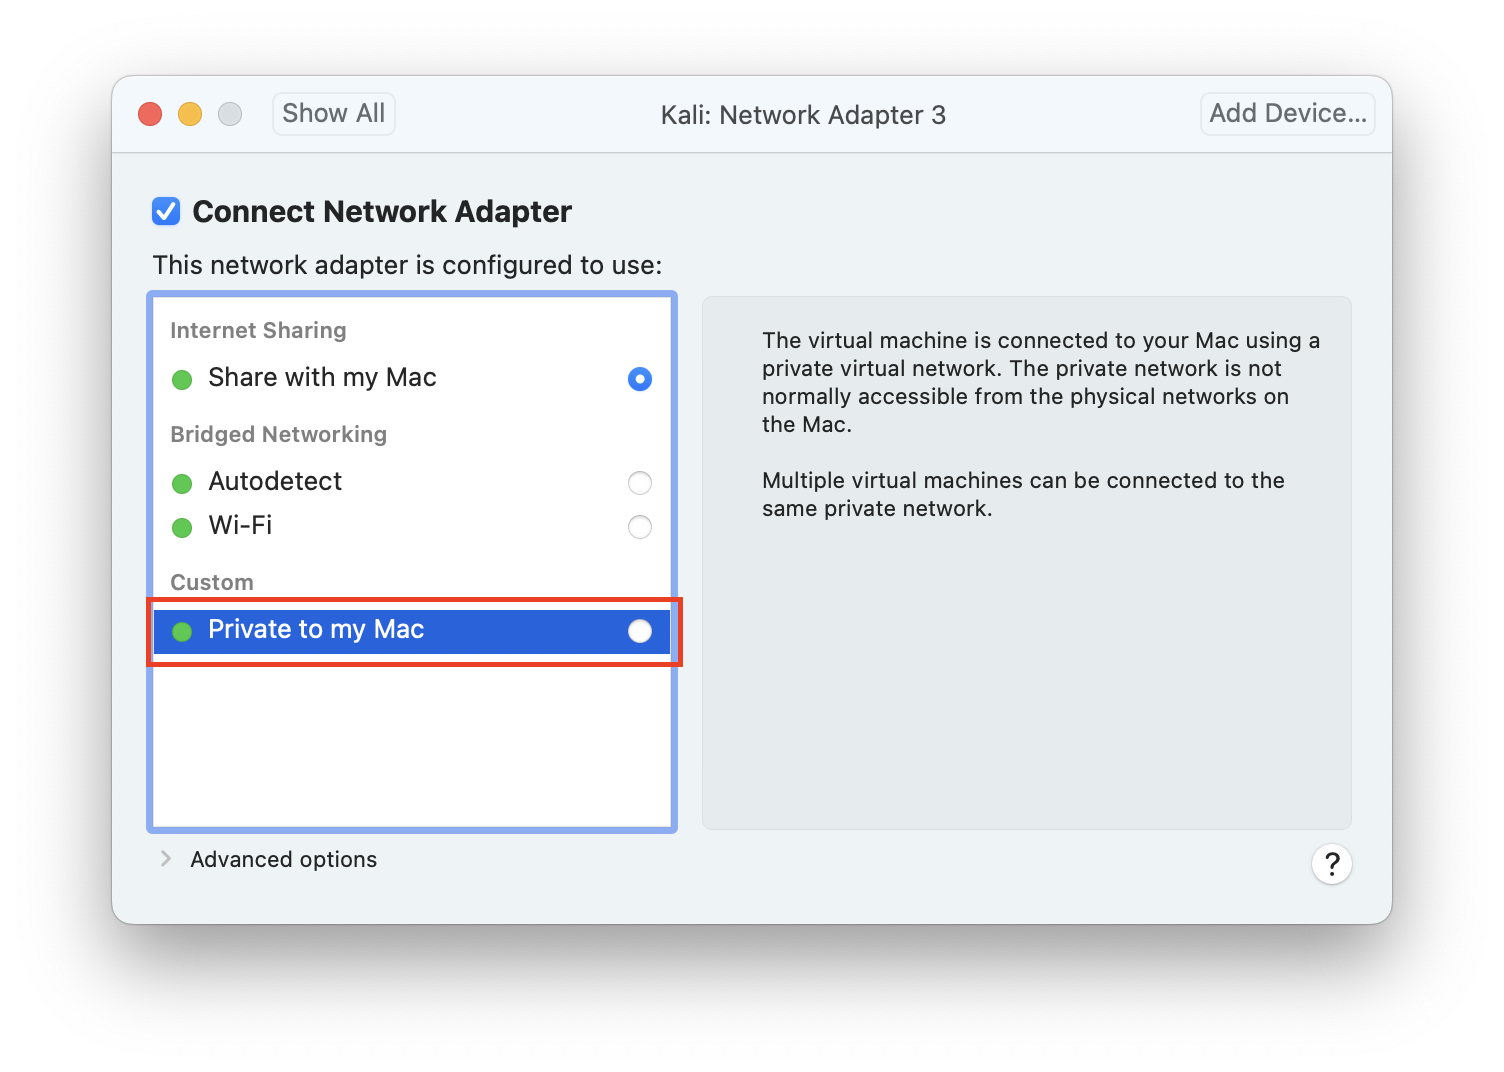 Show All
Kali: Network Adapter 3
Add Device...
Connect Network Adapter
This network adapter is configured to use:
Internet Sharing
Share with my Mac
Bridged Networking
Autodetect
Wi-Fi
Custom
Private to my Mac
The virtual machine is connected to your Mac using a
private virtual network. The private network is not
normally accessible from the physical networks on
the Mac.
Multiple virtual machines can be connected to the
same private network.
Advanced options
?